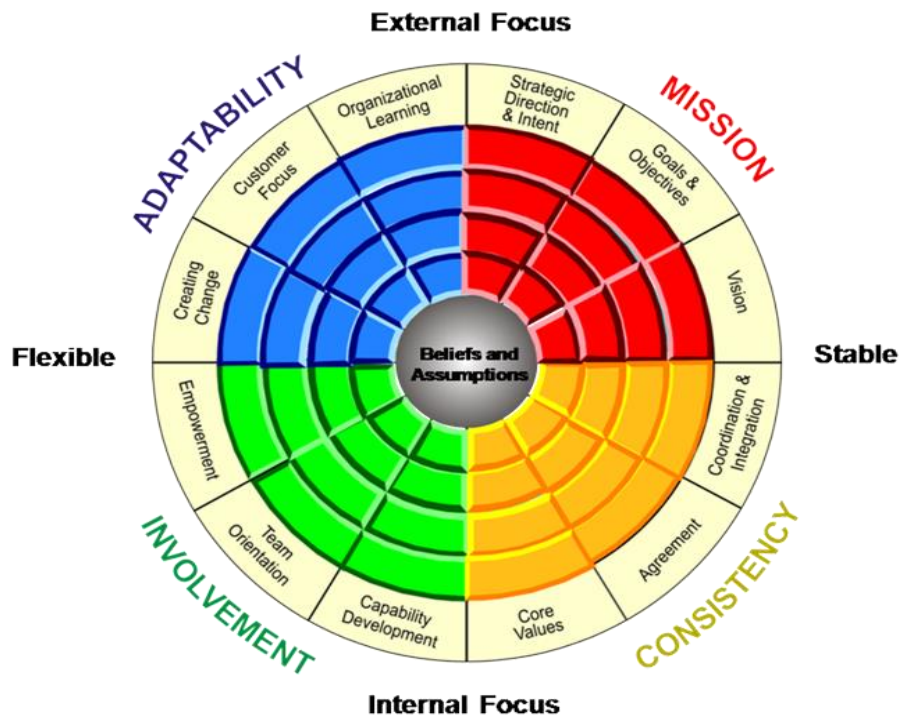 External Focus
ADAPTABILITY
MISSION
Organizational
Learning
Strategic
Direction
& Intent
Customer
Focus
Goals &
Objectives
Creating
Change
Vision
Flexible
Beliefs and
Assumptions
Stable
Empowerment
Coordination &
Integration
Team
Orientation
Agreement
Capability
Development
Core
Values
INVOLVEMENT
CONSISTENCY
Internal Focus